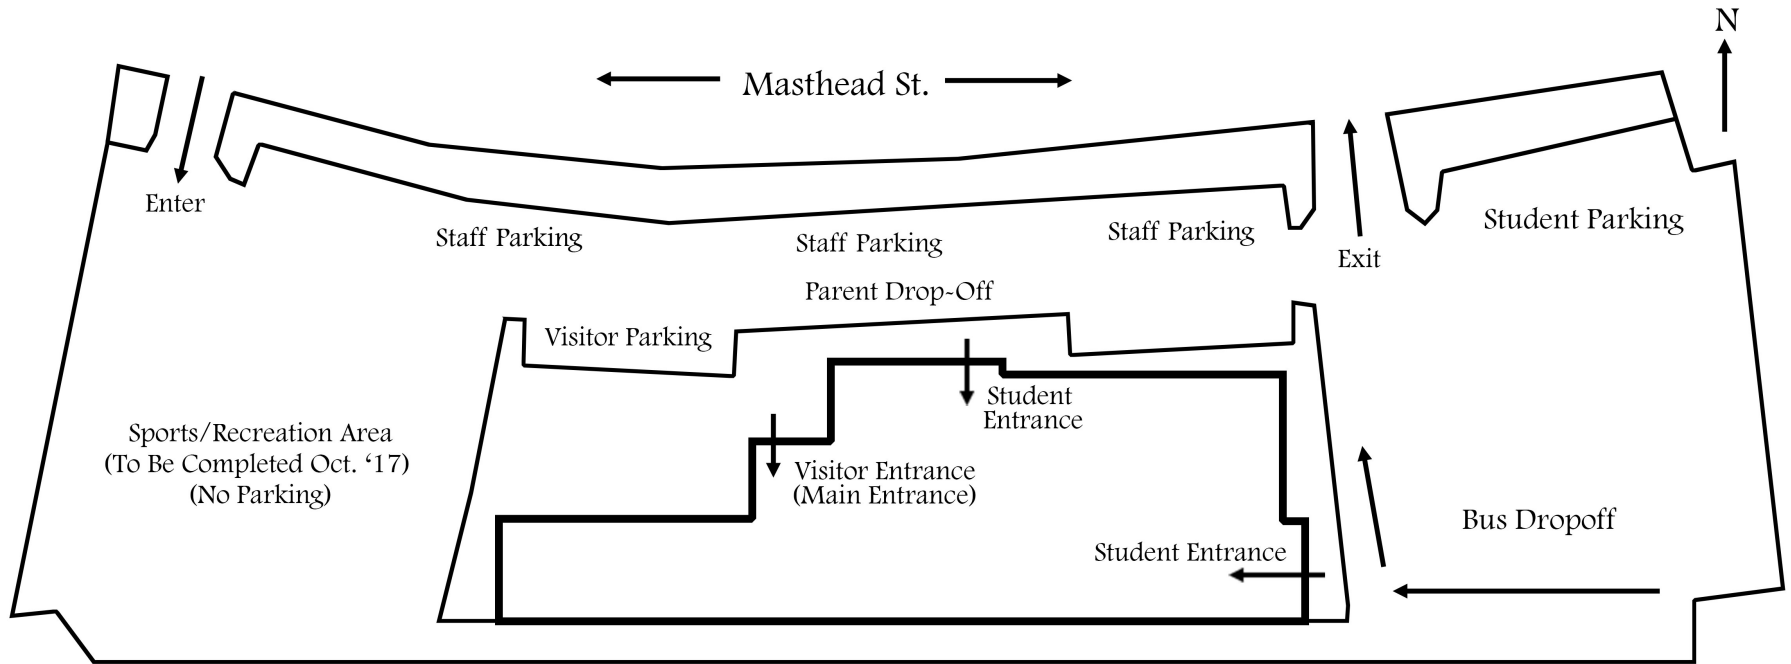 N
Masthead St.
Enter
Staff Parking
Staff Parking
Staff Parking
Student Parking
Exit
Parent Drop-Off
Visitor Parking
Student
Entrance
Sports/Recreation Area
(To Be Completed Oct. ‘17)
(No Parking)
Visitor Entrance
(Main Entrance)
Bus Dropoff
Student Entrance